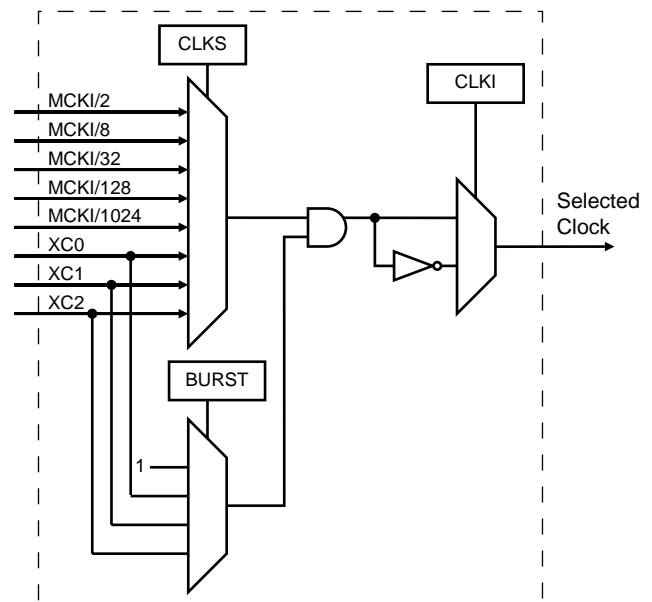 CLKS
CLKI
MCKI/2
MCKI/8
MCKI/32
MCKI/128
MCKI/1024
XC0
XC1
XC2
Selected
Clock
BURST
1